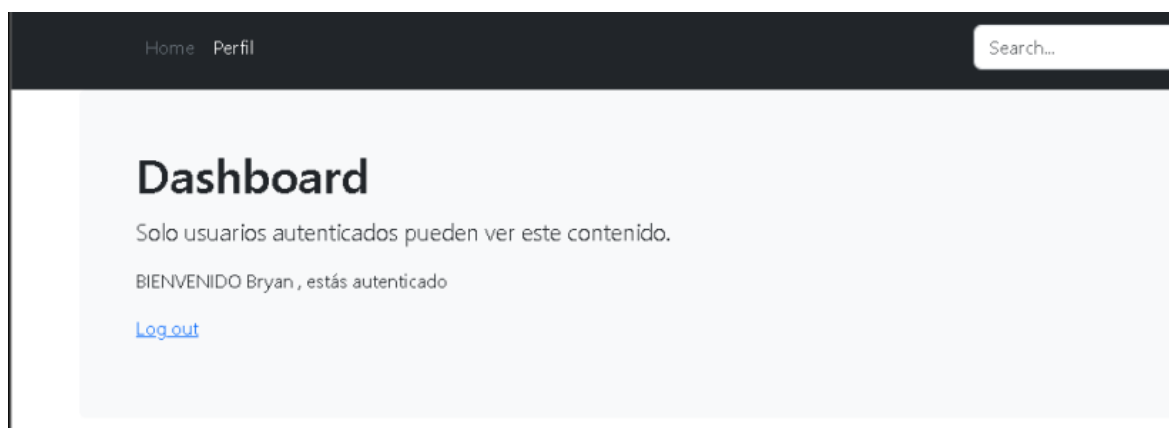 Home Perfil Search...
Dashboard
Solo usuarios autenticados pueden ver este contenido.
BIENVENIDO Bryan , estás autenticado
Log out